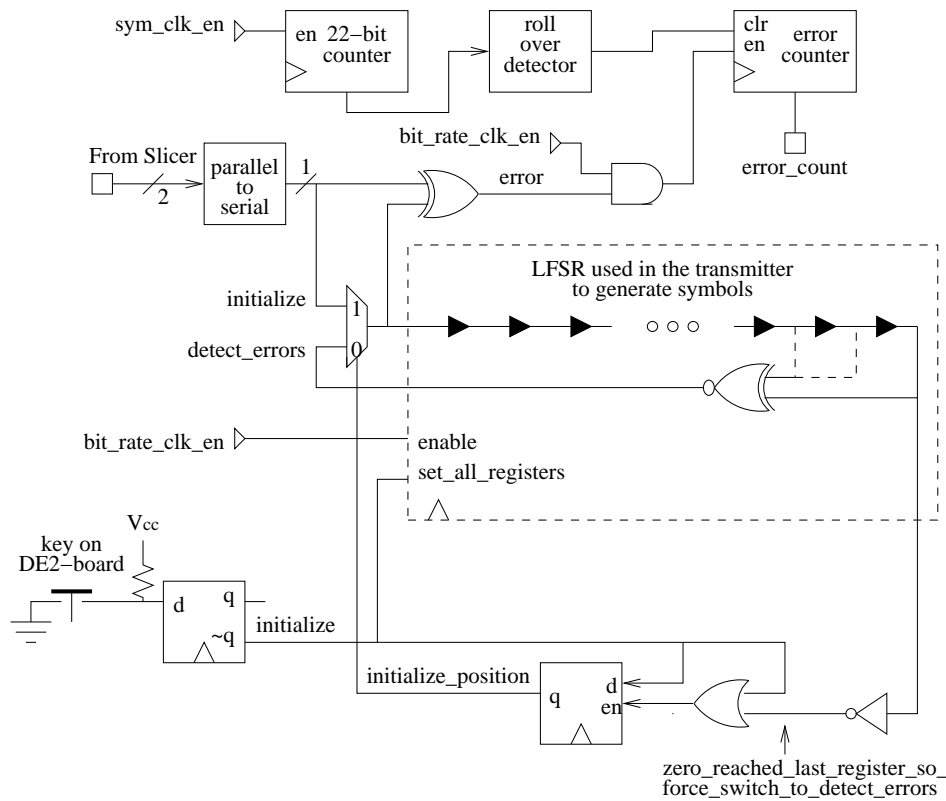 sym_clk_en
en 22−bit
counter
roll
over
detector
clr
en
error
counter
bit_rate_clk_en
error_count
From Slicer
2
parallel
to
serial
1
error
LFSR used in the transmitter
to generate symbols
initialize
1
detect_errors
0
bit_rate_clk_en
enable
set_all_registers
Vcc
key on
DE2−board
d
q
~q
initialize
initialize_position
q
d
en
zero_reached_last_register_so_
force_switch_to_detect_errors